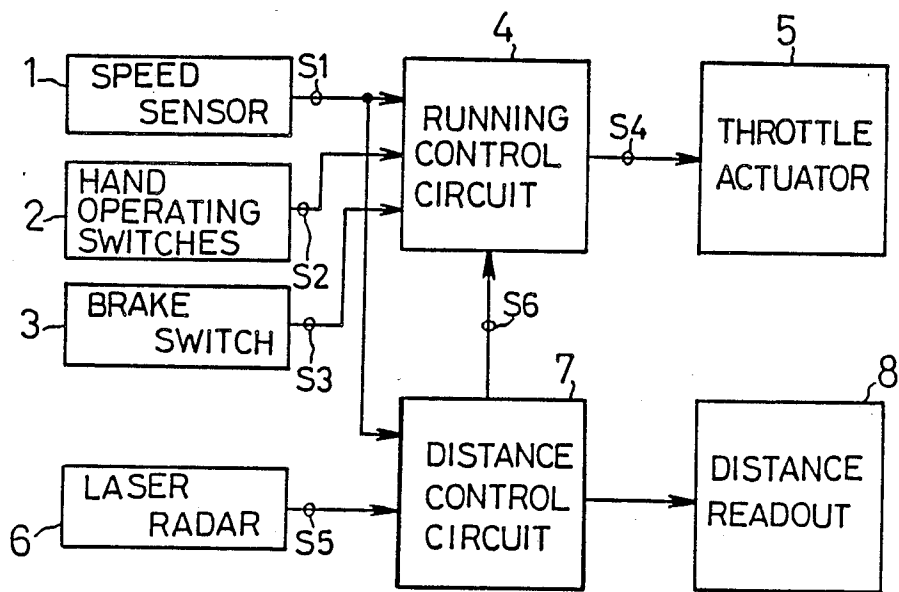 4
5
1
SPEED
SENSOR
S1
RUNNING
CONTROL
CIRCUIT
S4
THROTTLE
ACTUATOR
2
HAND
OPERATING
SWITCHES
S2
3
BRAKE
SWITCH
S3
S6
7
8
6
LASER
RADAR
S5
DISTANCE
CONTROL
CIRCUIT
DISTANCE
READOUT